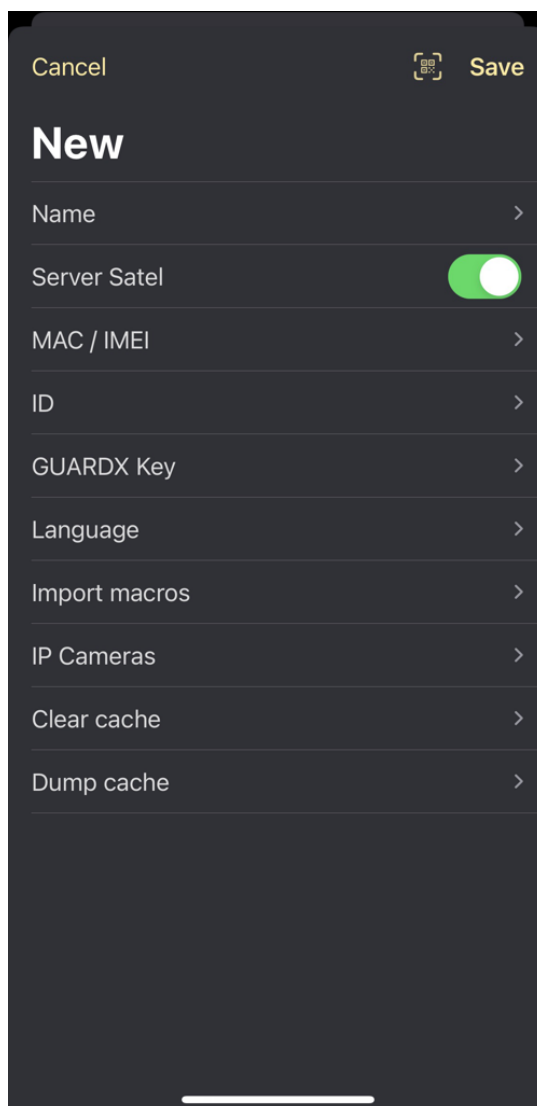 Cancel Save
New
Name
Server Satel
MAC / IMEI
ID
GUARDX Key
Language
Import macros
IP Cameras
Clear cache
Dump cache